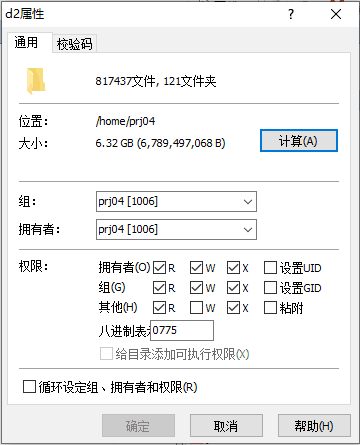 d2属性
通用 校验码
817437文件, 121文件夹
位置: /home/prj04
大小: 6.32 GB (6,789,497,068 B) 计算(A)
组: prj04 [1006]
拥有者: prj04 [1006]
权限: 拥有者(O) R W X 设置UID
组(G) R W X 设置GID
其他(H) R W X 粘附
八进制表示 0775
给目录添加可执行权限(X)
循环设定组、拥有者和权限(R)
确定 取消 帮助(H)